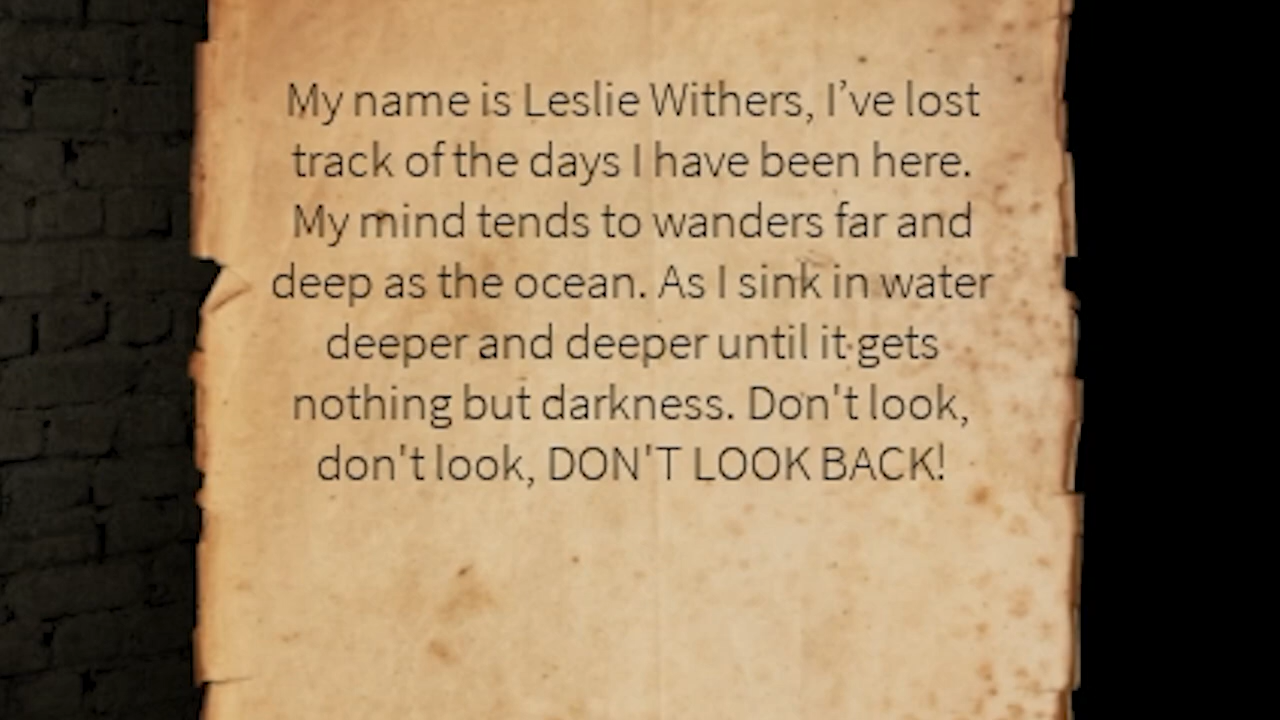 My name is Leslie Withers, I’ve lost
track of the days I have been here.
My mind tends to wanders far and
deep as the ocean. As I sink in water
deeper and deeper until it gets
nothing but darkness. Don't look,
don't look, DON'T LOOK BACK!